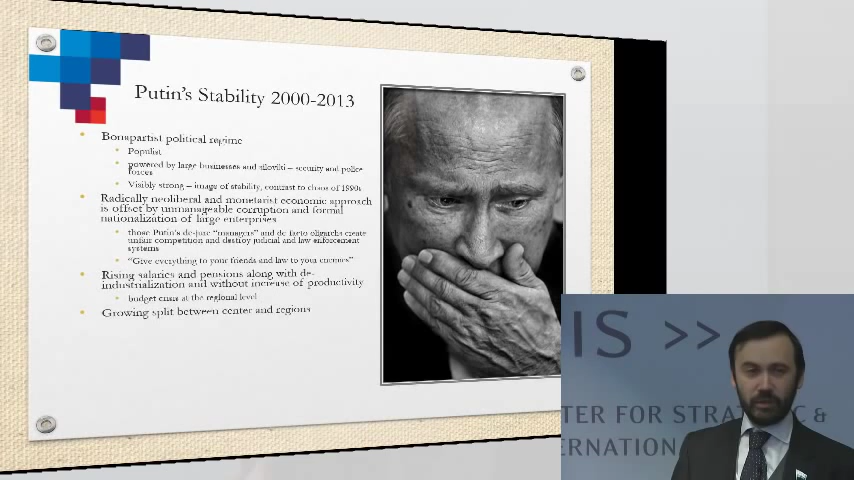 Putin's Stability 2000-2013
Bonapartist political regime
Populist
powered by large businesses and siloviki – security and police
forces
Visibly strong – image of stability, contrast to chaos of 1990s
Radically neoliberal and monetarist economic approach
is offset by unmanageable corruption and formal
nationalization of large enterprises
those Putin's de-jure "managers" and de facto oligarchs create
unfair competition and destroy judicial and law enforcement
systems
"Give everything to your friends and law to your enemies"
Rising salaries and pensions along with de-
industrialization and without increase of productivity
budget crisis at the regional level
Growing split between center and regions
IS >>
TER FOR STRA C &
ERNATION